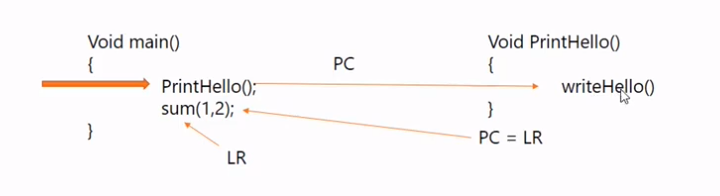 Void main()
{
PrintHello();
sum(1,2);
}
LR
PC
Void PrintHello()
{
writeHello()
}
PC = LR